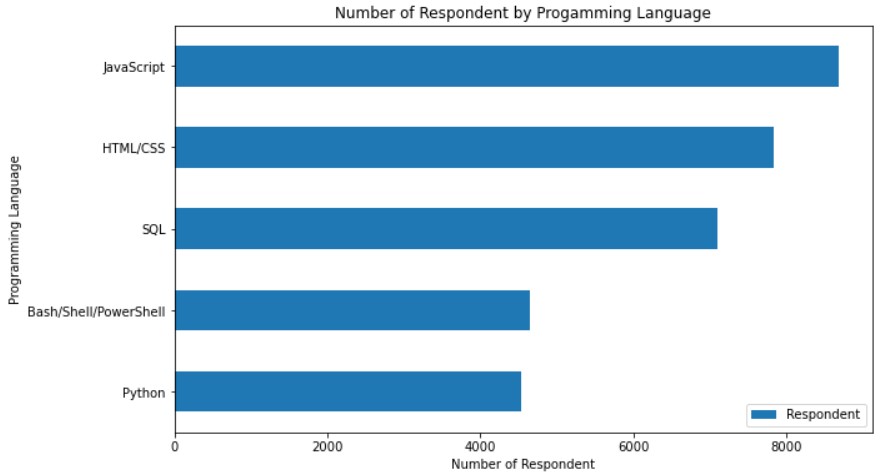 Number of Respondent by Progamming Language
Programming Language
JavaScript
HTML/CSS
SQL
Bash/Shell/PowerShell
Python
Respondent
0 2000 4000 6000 8000
Number of Respondent